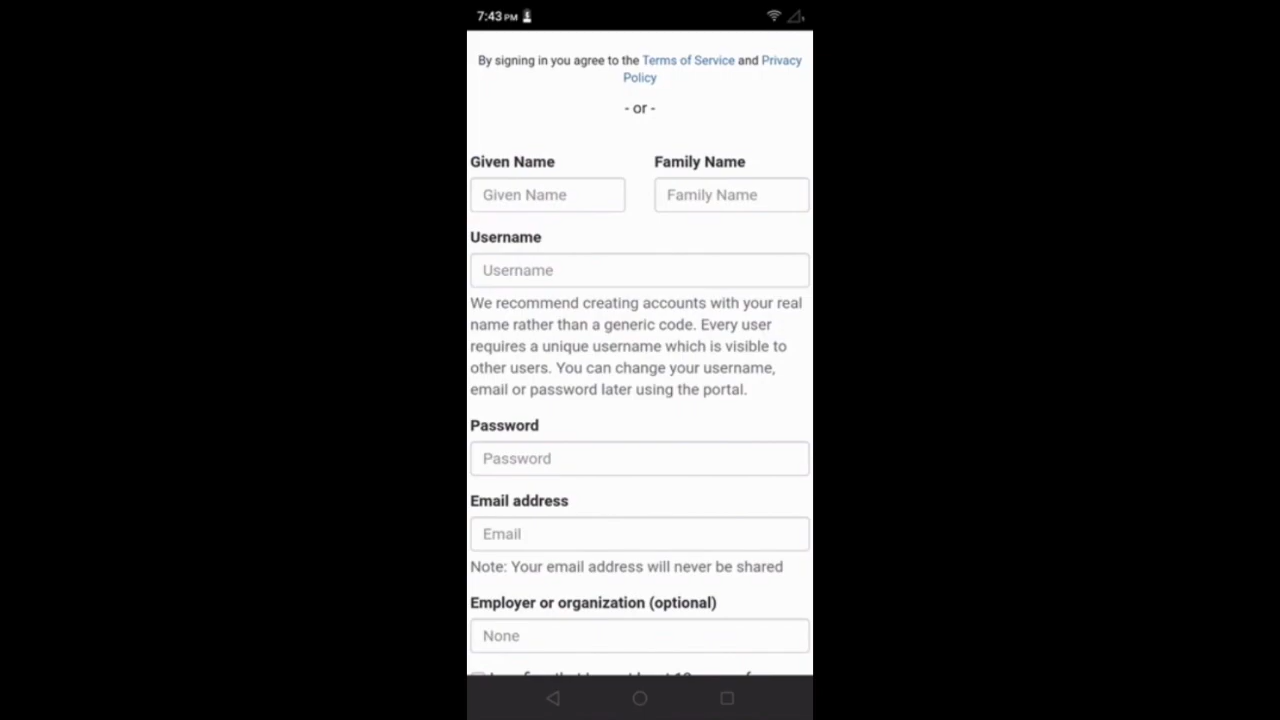 7:43 PM
By signing in you agree to the Terms of Service and Privacy
Policy
- or -
Given Name Family Name
Given Name Family Name
Username
Username
We recommend creating accounts with your real
name rather than a generic code. Every user
requires a unique username which is visible to
other users. You can change your username,
email or password later using the portal.
Password
Password
Email address
Email
Note: Your email address will never be shared
Employer or organization (optional)
None